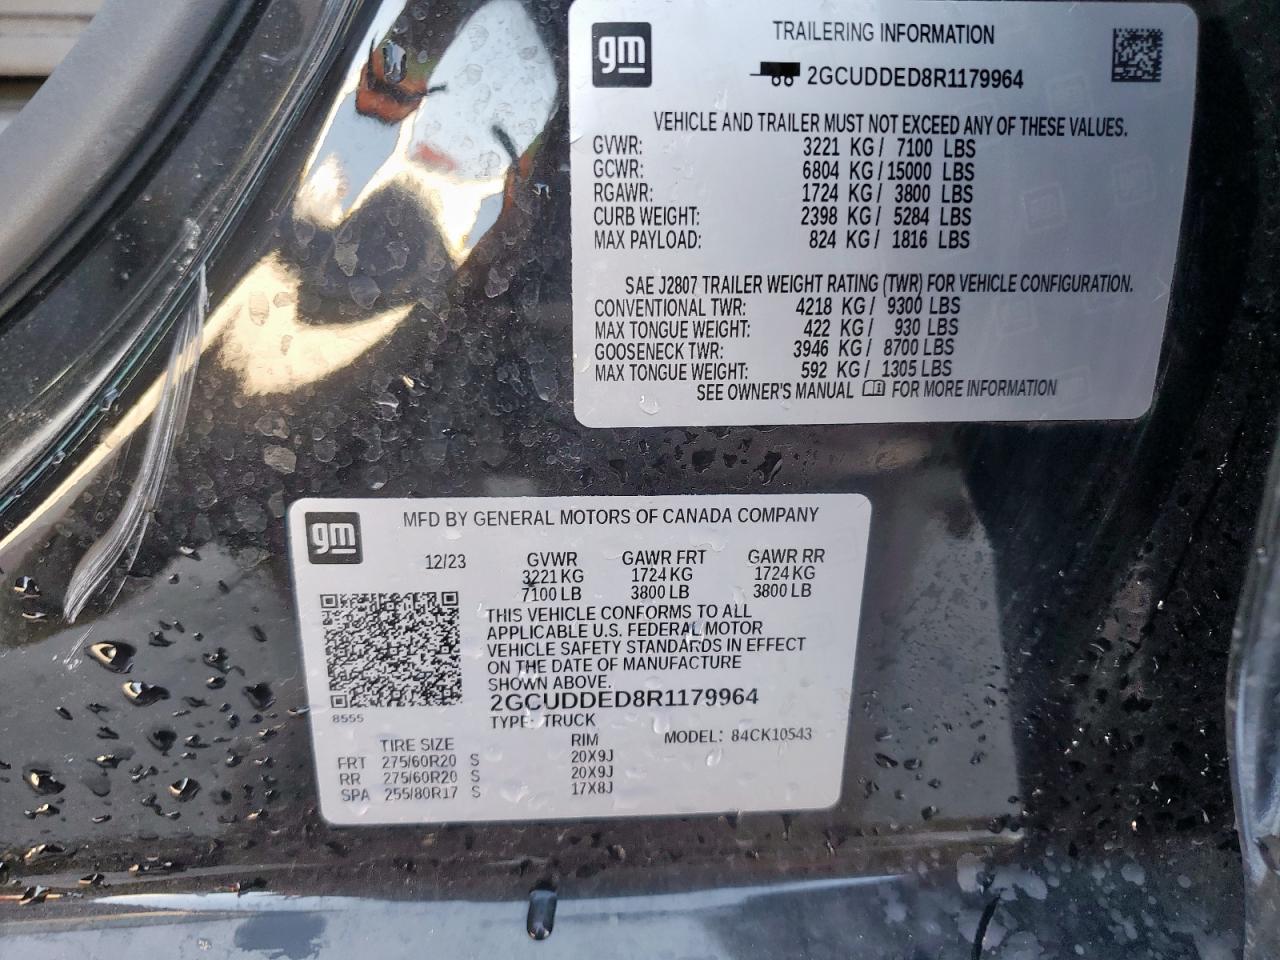 gm
TRAILERING INFORMATION
2GCUDDED8R1179964
VEHICLE AND TRAILER MUST NOT EXCEED ANY OF THESE VALUES.
GVWR: 3221 KG / 7100 LBS
GCWR: 6804 KG / 15000 LBS
RGAWR: 1724 KG / 3800 LBS
CURB WEIGHT: 2398 KG / 5284 LBS
MAX PAYLOAD: 824 KG / 1816 LBS
SAE J2807 TRAILER WEIGHT RATING (TWR) FOR VEHICLE CONFIGURATION.
CONVENTIONAL TWR: 4218 KG / 9300 LBS
MAX TONGUE WEIGHT: 422 KG / 930 LBS
GOOSENECK TWR: 3946 KG / 8700 LBS
MAX TONGUE WEIGHT: 592 KG / 1305 LBS
SEE OWNER'S MANUAL FOR MORE INFORMATION
gm
MFD BY GENERAL MOTORS OF CANADA COMPANY
12/23 GVWR GAWR FRT GAWR RR
3221 KG 1724 KG 1724 KG
7100 LB 3800 LB 3800 LB
THIS VEHICLE CONFORMS TO ALL
APPLICABLE U.S. FEDERAL MOTOR
VEHICLE SAFETY STANDARDS IN EFFECT
ON THE DATE OF MANUFACTURE
SHOWN ABOVE.
2GCUDDED8R1179964
8555
TYPE: TRUCK
MODEL: 84CK10543
TIRE SIZE RIM
FRT 275/60R20 S 20X9J
RR 275/60R20 S 20X9J
SPA 255/80R17 S 17X8J